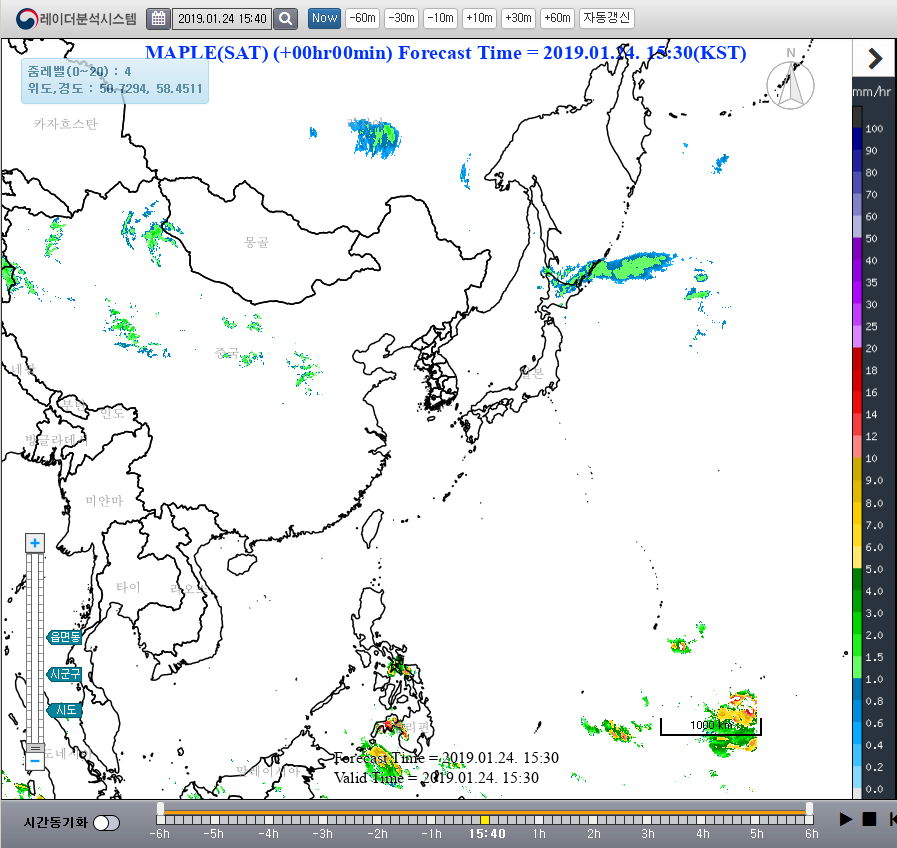 레이더분석시스템 2019.01.24 15:40 Now -60m -30m -10m +10m +30m +60m 자동갱신
MAPLE(SAT) (+00hr00min) Forecast Time = 2019.01.24. 15:30(KST)
줌레벨(0~20) : 4
위도,경도 : 50.7294, 58.4511
N
mm/hr
카자흐스탄
100
90
80
70
60
50
40
35
30
25
20
18
16
14
12
10
9.0
8.0
7.0
6.0
5.0
4.0
3.0
2.0
1.5
1.0
0.8
0.6
0.4
0.2
0.0
몽골
중국
일본
네팔
부탄
인도
방글라데시
미얀마
타이
라오스
+
읍면동
시군구
시도
−
1000 km
필리핀
도네시아
말레이시아
Forecast Time = 2019.01.24. 15:30
Valid Time = 2019.01.24. 15:30
시간동기화
-6h -5h -4h -3h -2h -1h 15:40 1h 2h 3h 4h 5h 6h